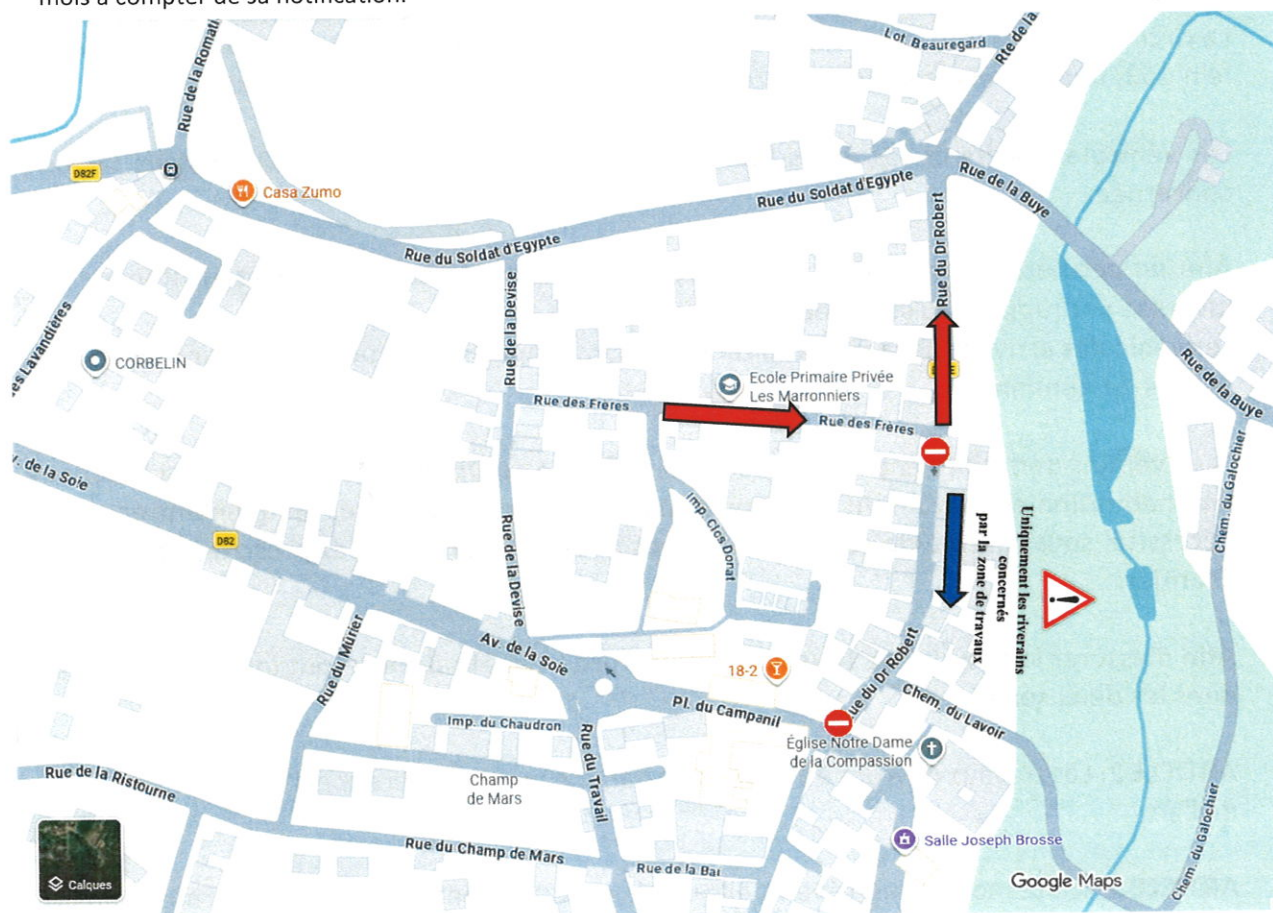 mois à compter de sa notification.
Lot. Beauregard
Rte de la
Rue de la
D82F
Casa Zumo
Rue du Soldat d'Egypte
Rue du Soldat d'Egypte
Rue de la Buye
Rue du Dr Robert
Rue de la Devise
Lavandières
CORBELIN
Ecole Primaire Privée
Les Marronniers
Rue des Frères
Rue des Frères
Rue de la Buye
Av. de la Soie
D82
Imp. Clos Donat
Uniquement les riverains
concernés
par la zone de travaux
Chem. du Galochier
Rue de la Devise
Rue du Mûrier
Av. de la Soie
18-2
Rue du Dr Robert
Chem. du Lavoir
Pl. du Campanil
Imp. du Chaudron
Église Notre Dame
de la Compassion
Rue de la Ristourne
Champ
de Mars
Rue du Travail
Calques
Rue du Champ de Mars
Rue de la Bai
Salle Joseph Brosse
Google Maps
Chem. du Galochier